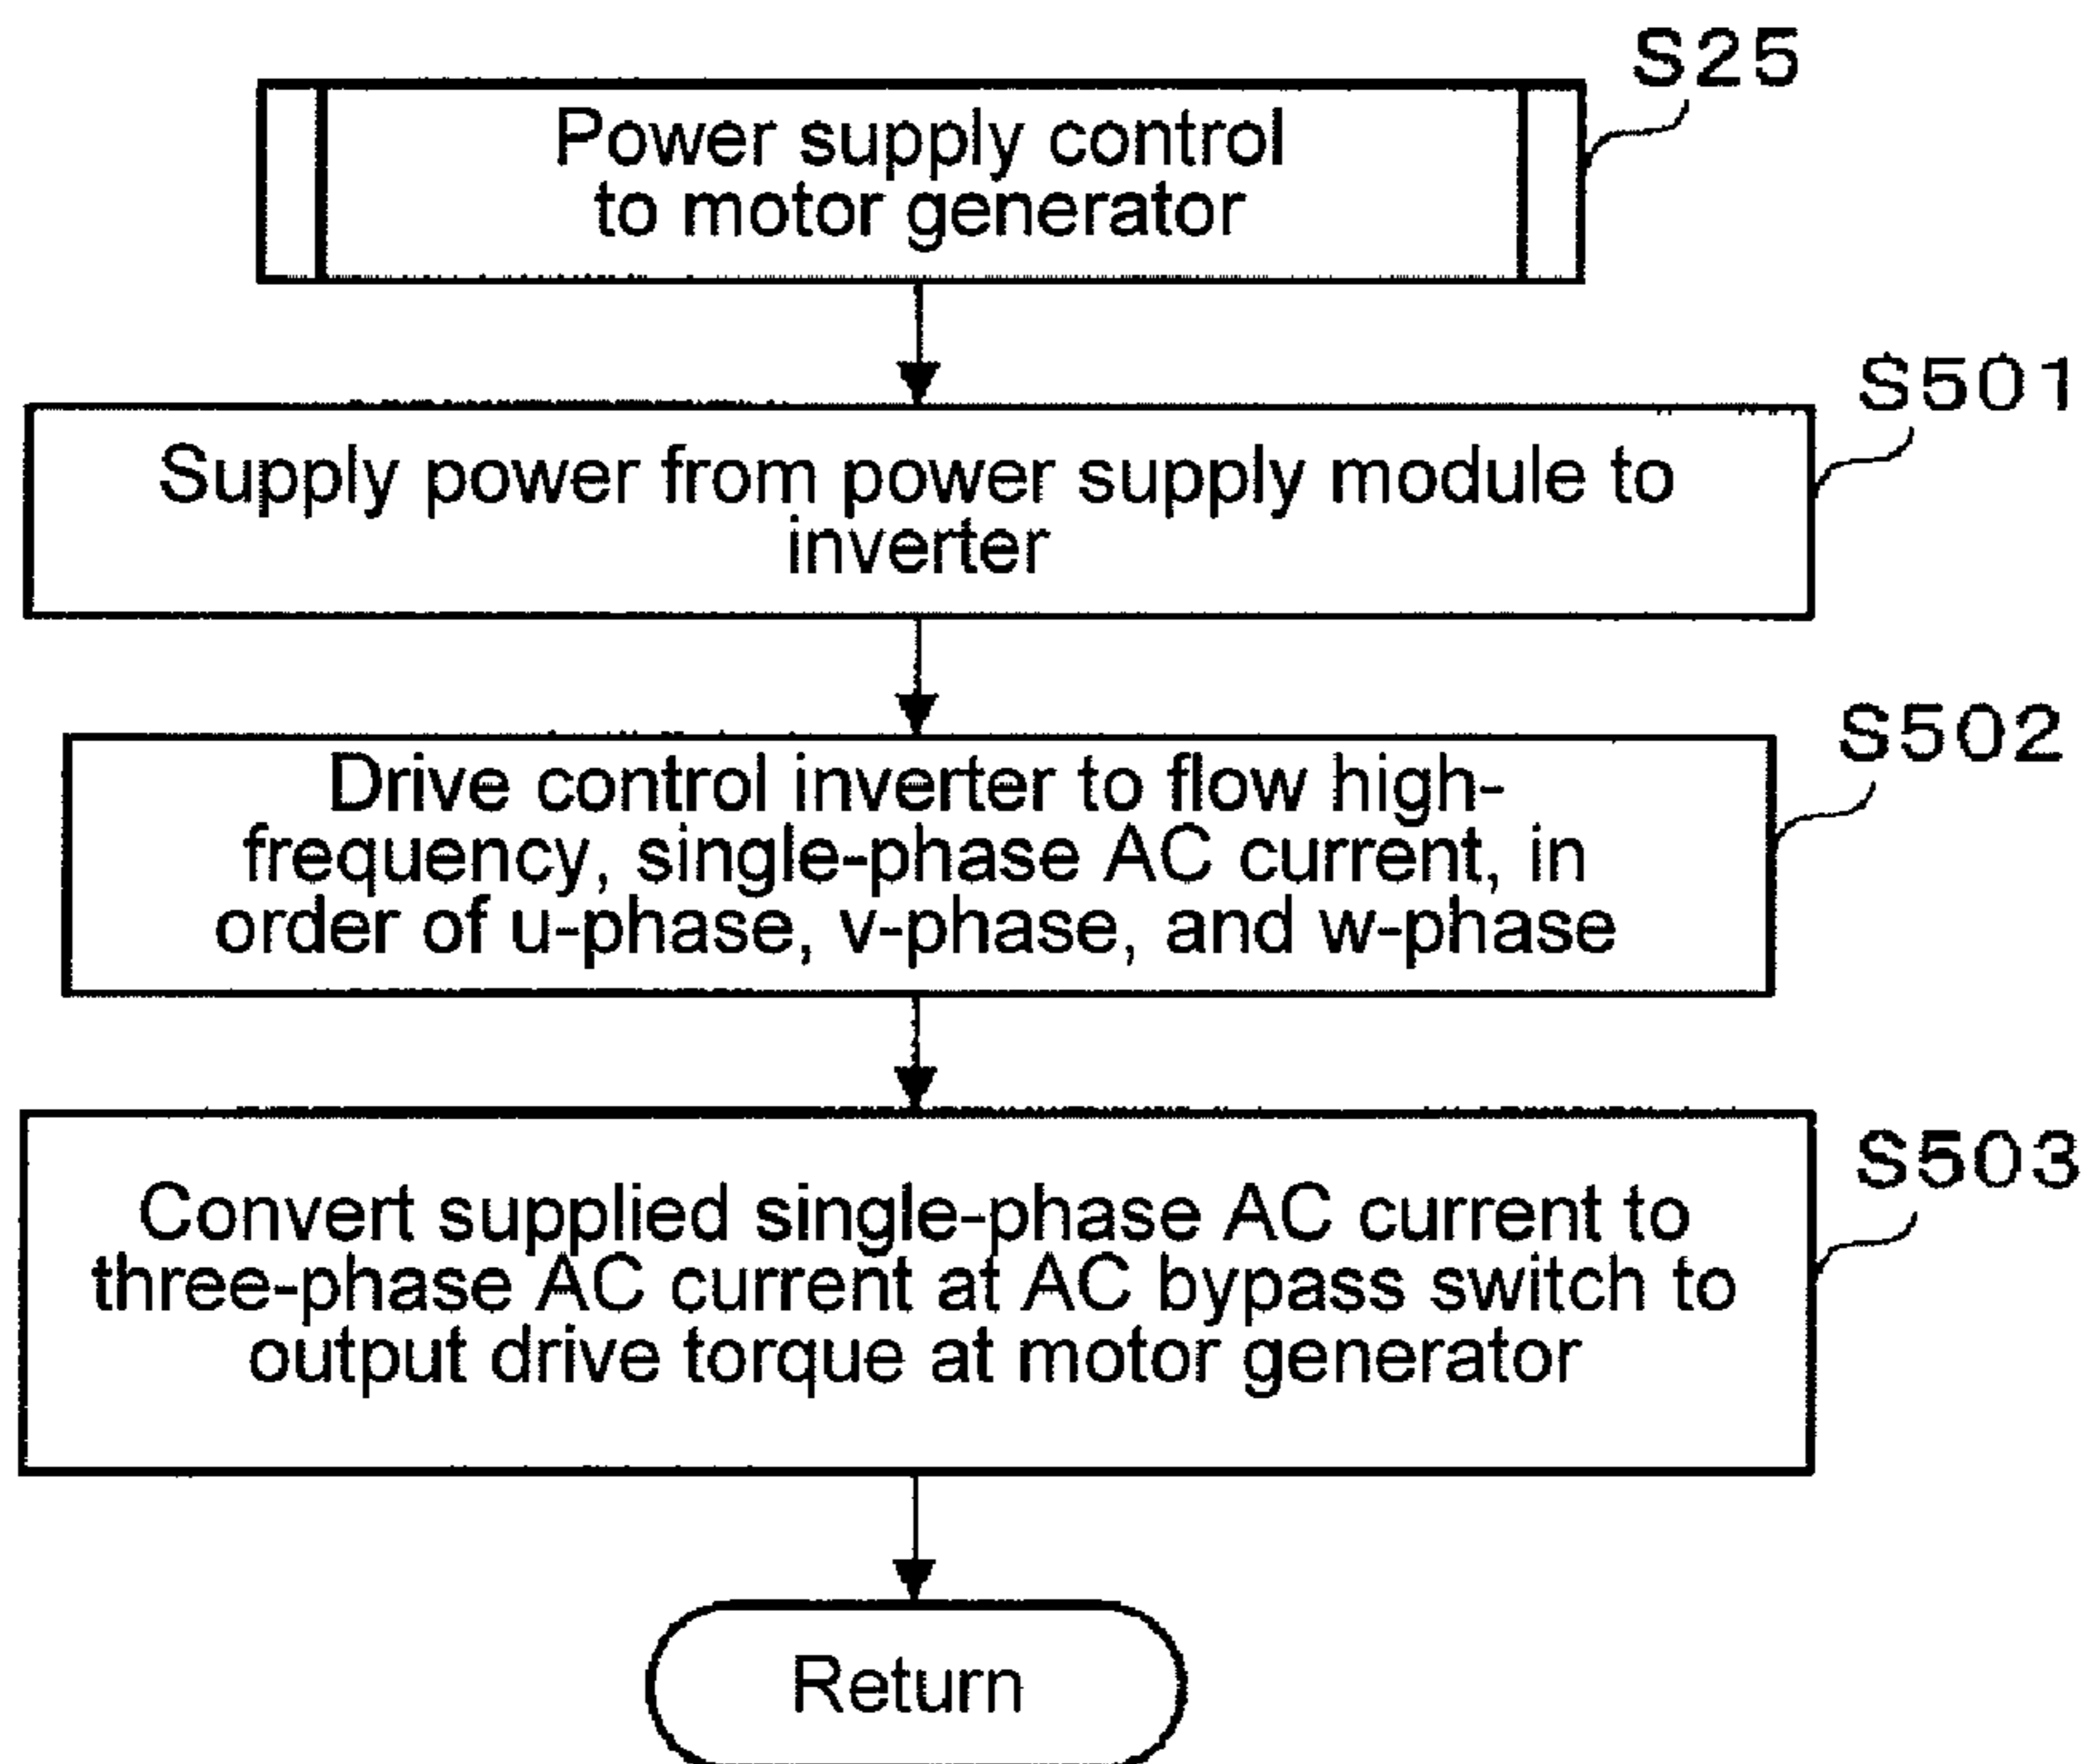 S25
Power supply control
to motor generator
S501
Supply power from power supply module to
inverter
S502
Drive control inverter to flow high-
frequency, single-phase AC current, in
order of u-phase, v-phase, and w-phase
S503
Convert supplied single-phase AC current to
three-phase AC current at AC bypass switch to
output drive torque at motor generator
Return